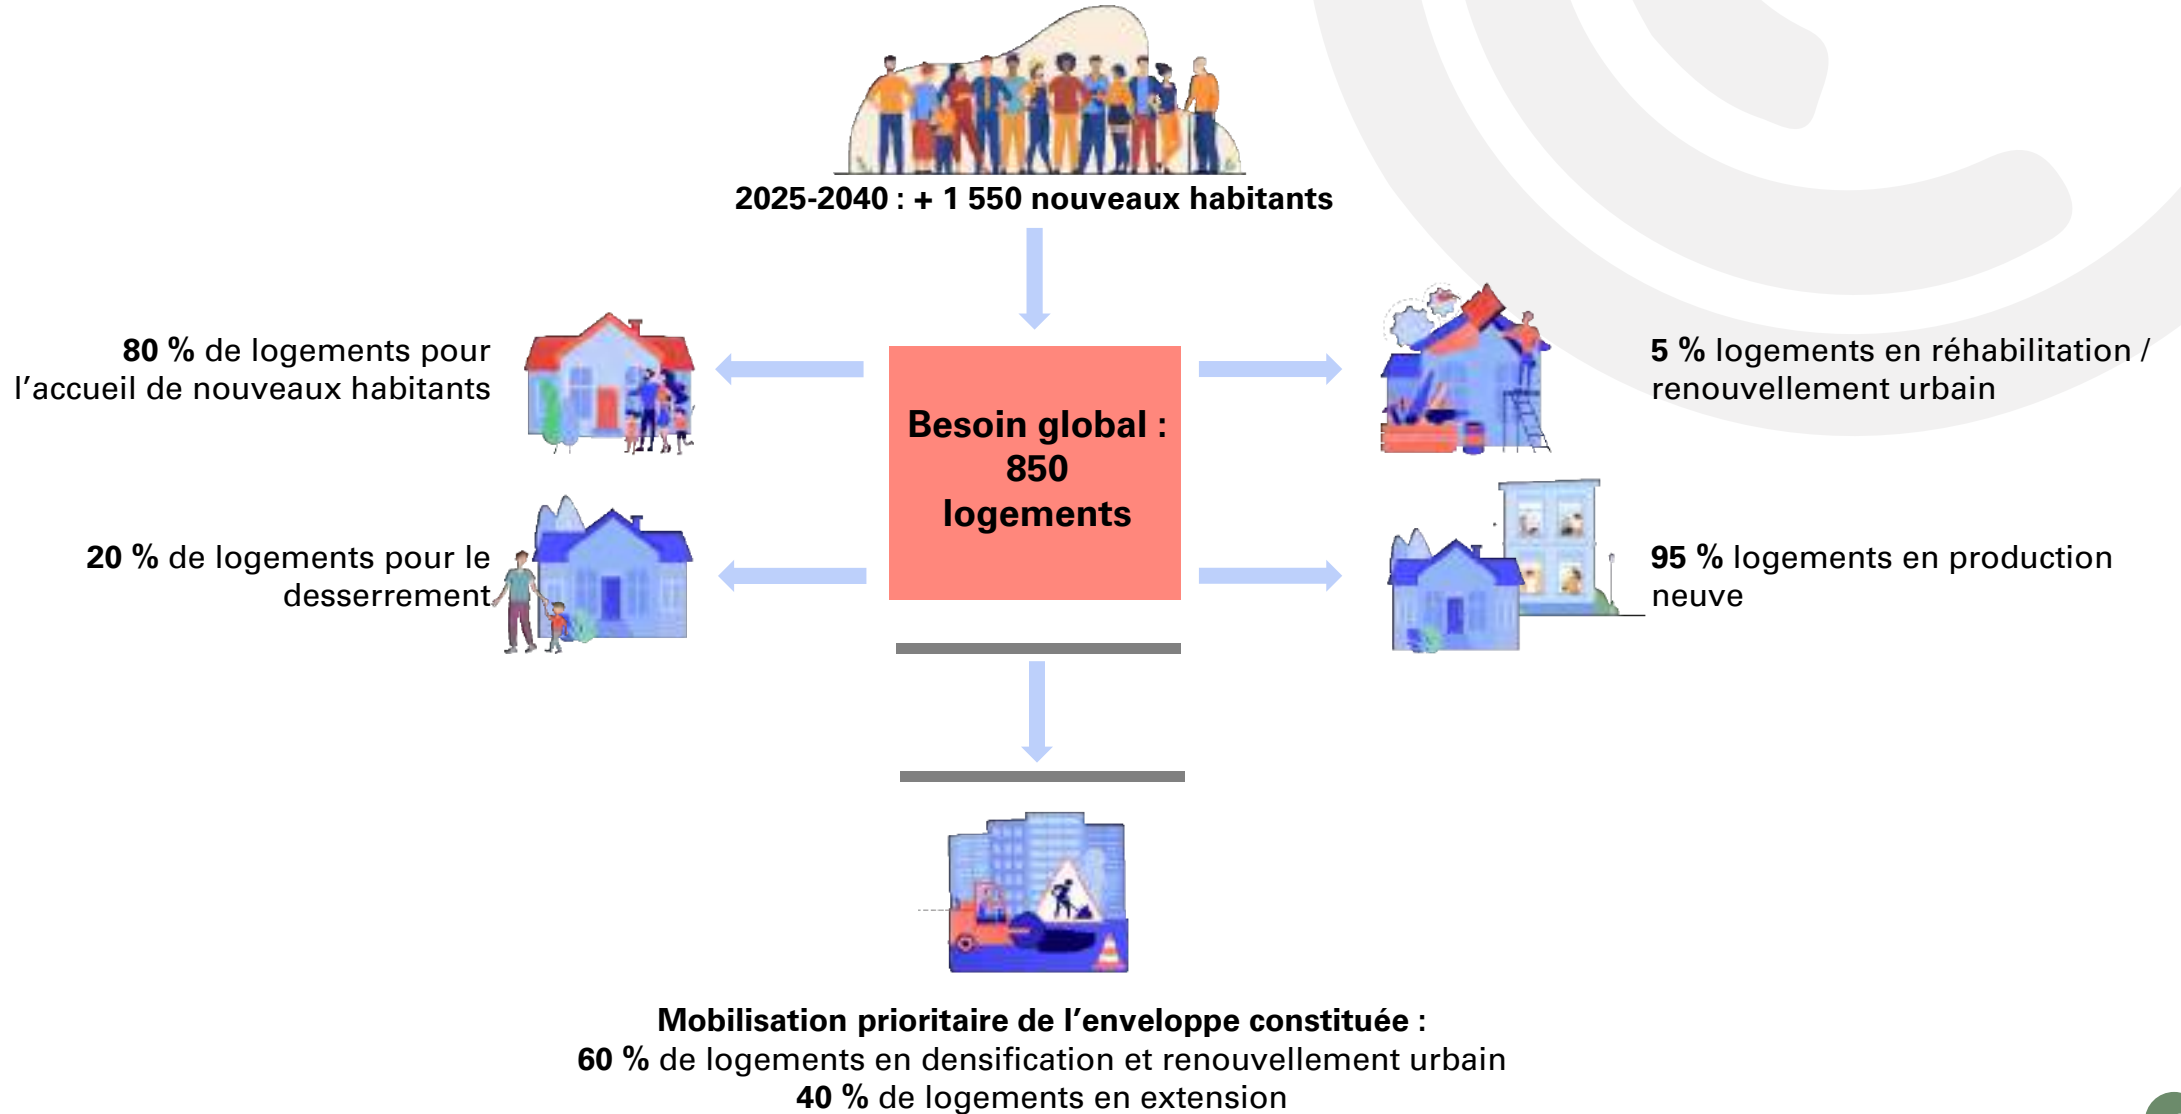 2025-2040 : + 1 550 nouveaux habitants
80 % de logements pour
l’accueil de nouveaux habitants
20 % de logements pour le
desserrement
Besoin global :
850
logements
5 % logements en réhabilitation /
renouvellement urbain
95 % logements en production
neuve
Mobilisation prioritaire de l’enveloppe constituée :
60 % de logements en densification et renouvellement urbain
40 % de logements en extension